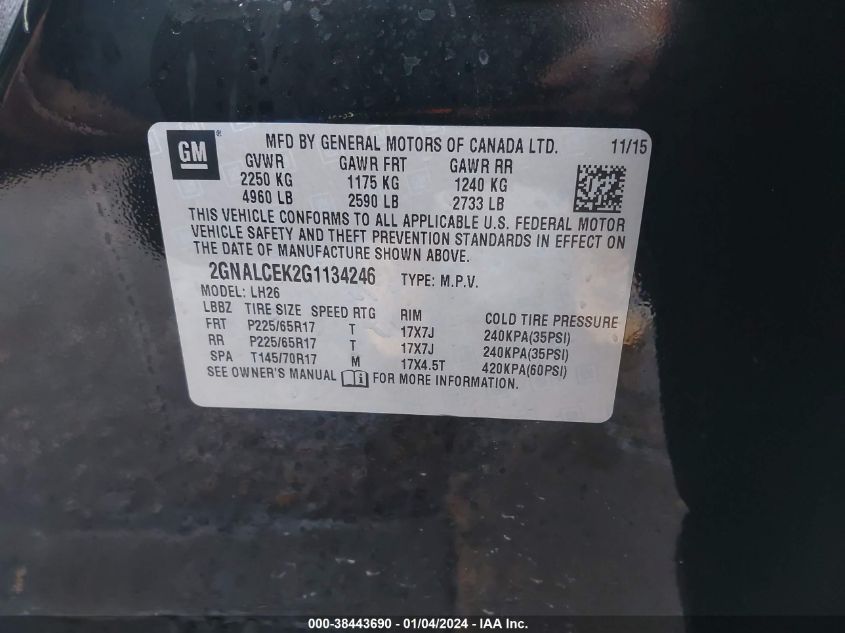 GM ® MFD BY GENERAL MOTORS OF CANADA LTD. 11/15
GVWR GAWR FRT GAWR RR
2250 KG 1175 KG 1240 KG
4960 LB 2590 LB 2733 LB
THIS VEHICLE CONFORMS TO ALL APPLICABLE U.S. FEDERAL MOTOR
VEHICLE SAFETY AND THEFT PREVENTION STANDARDS IN EFFECT ON
THE DATE OF MANUFACTURE SHOWN ABOVE.
2GNALCEK2G1134246 TYPE: M.P.V.
MODEL: LH26
LBBZ TIRE SIZE SPEED RTG RIM COLD TIRE PRESSURE
FRT P225/65R17 T 17X7J 240KPA(35PSI)
RR P225/65R17 T 17X7J 240KPA(35PSI)
SPA T145/70R17 M 17X4.5T 420KPA(60PSI)
SEE OWNER'S MANUAL FOR MORE INFORMATION.
000-38443690 - 01/04/2024 - COPYRIGHT © IAA, LLC.